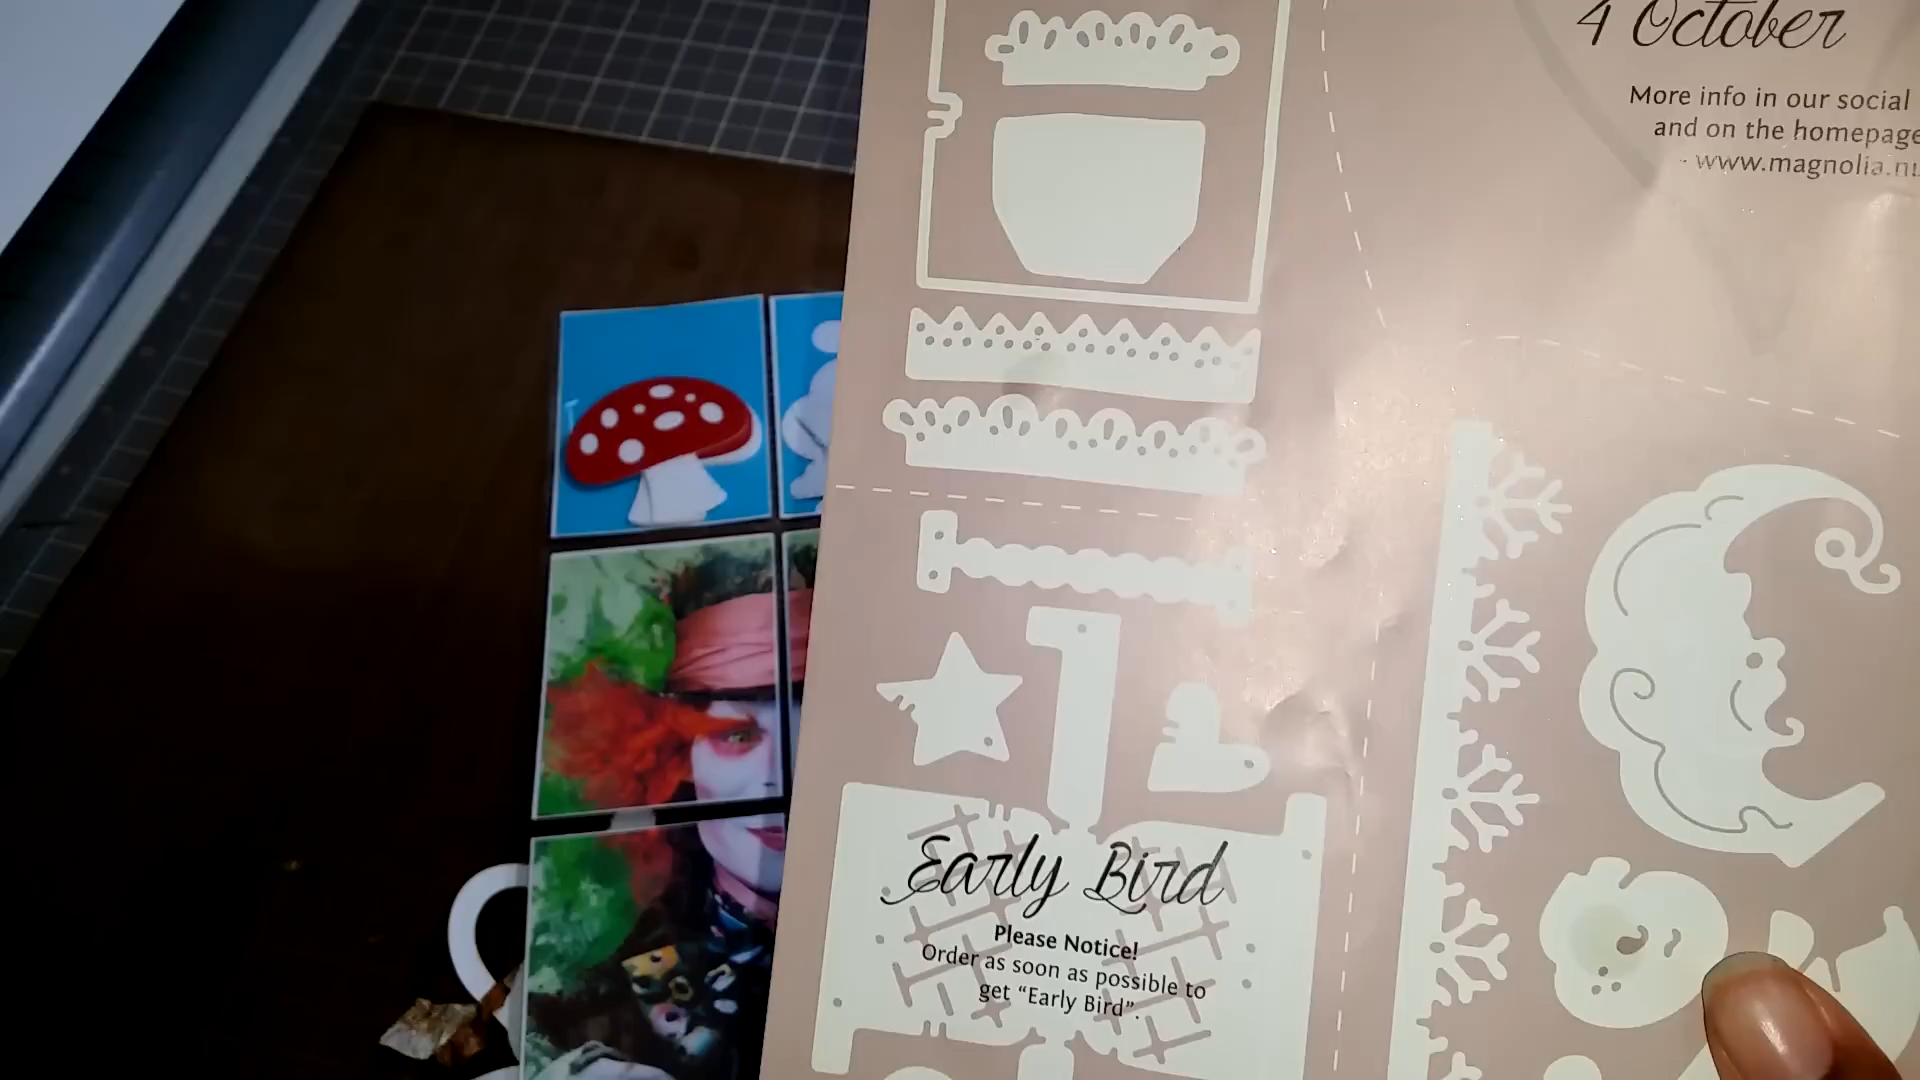 4 October
More info in our social
and on the homepage
- www.magnolia.nu
Early Bird
Please Notice!
Order as soon as possible to
get “Early Bird”.